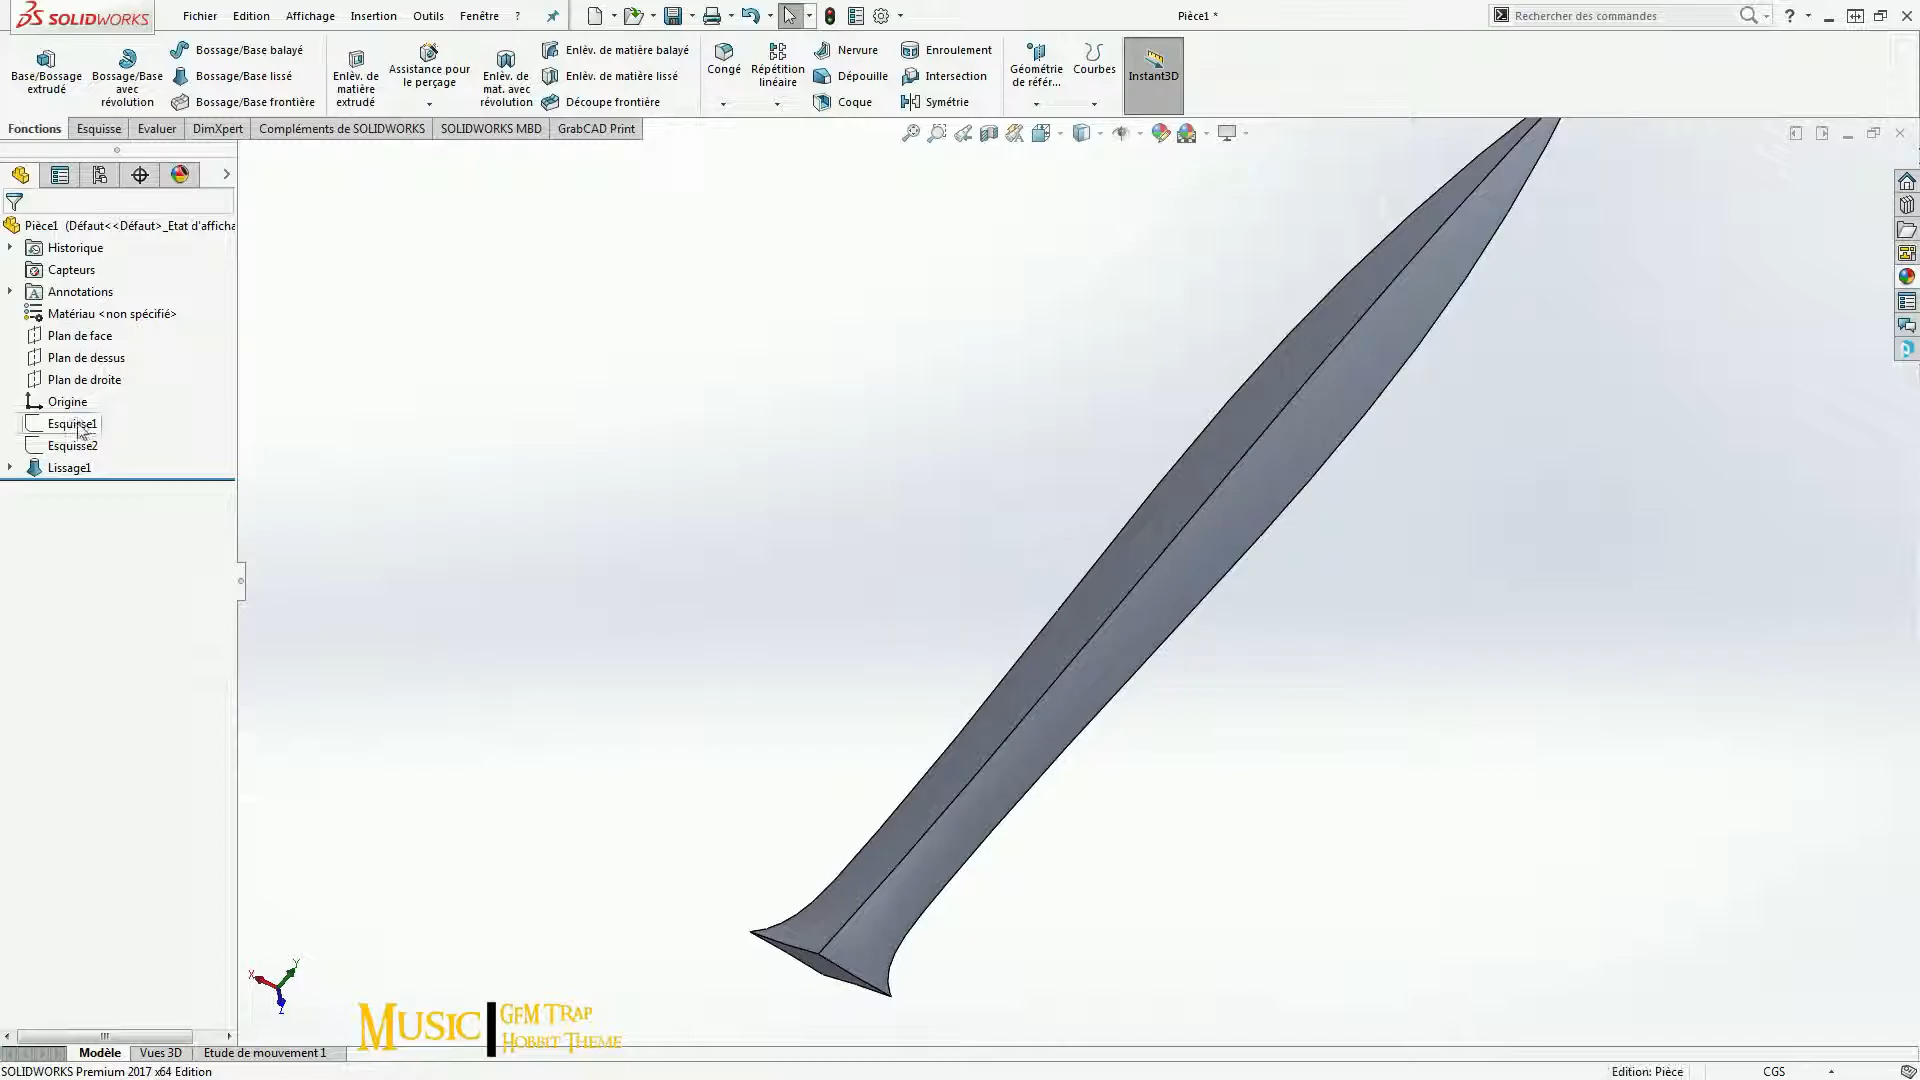 SOLIDWORKS
Fichier Edition Affichage Insertion Outils Fenêtre ?
Pièce1 *
Rechercher des commandes
Base/Bossage extrudé
Bossage/Base avec révolution
Bossage/Base balayé
Bossage/Base lissé
Bossage/Base frontière
Enlèv. de matière extrudé
Assistance pour le perçage
Enlèv. de mat. avec révolution
Enlèv. de matière balayé
Enlèv. de matière lissé
Découpe frontière
Congé
Répétition linéaire
Nervure
Dépouille
Coque
Enroulement
Intersection
Symétrie
Géométrie de référ...
Courbes
Instant3D
Fonctions Esquisse Evaluer DimXpert Compléments de SOLIDWORKS SOLIDWORKS MBD GrabCAD Print
Pièce1 (Défaut<<Défaut>_Etat d'afficha
Historique
Capteurs
Annotations
Matériau <non spécifié>
Plan de face
Plan de dessus
Plan de droite
Origine
Esquisse1
Esquisse2
Lissage1
X
Y
Z
MUSIC
GFM TRAP
HOBBIT THEME
Modèle Vues 3D Etude de mouvement 1
SOLIDWORKS Premium 2017 x64 Edition
Edition: Pièce
CGS